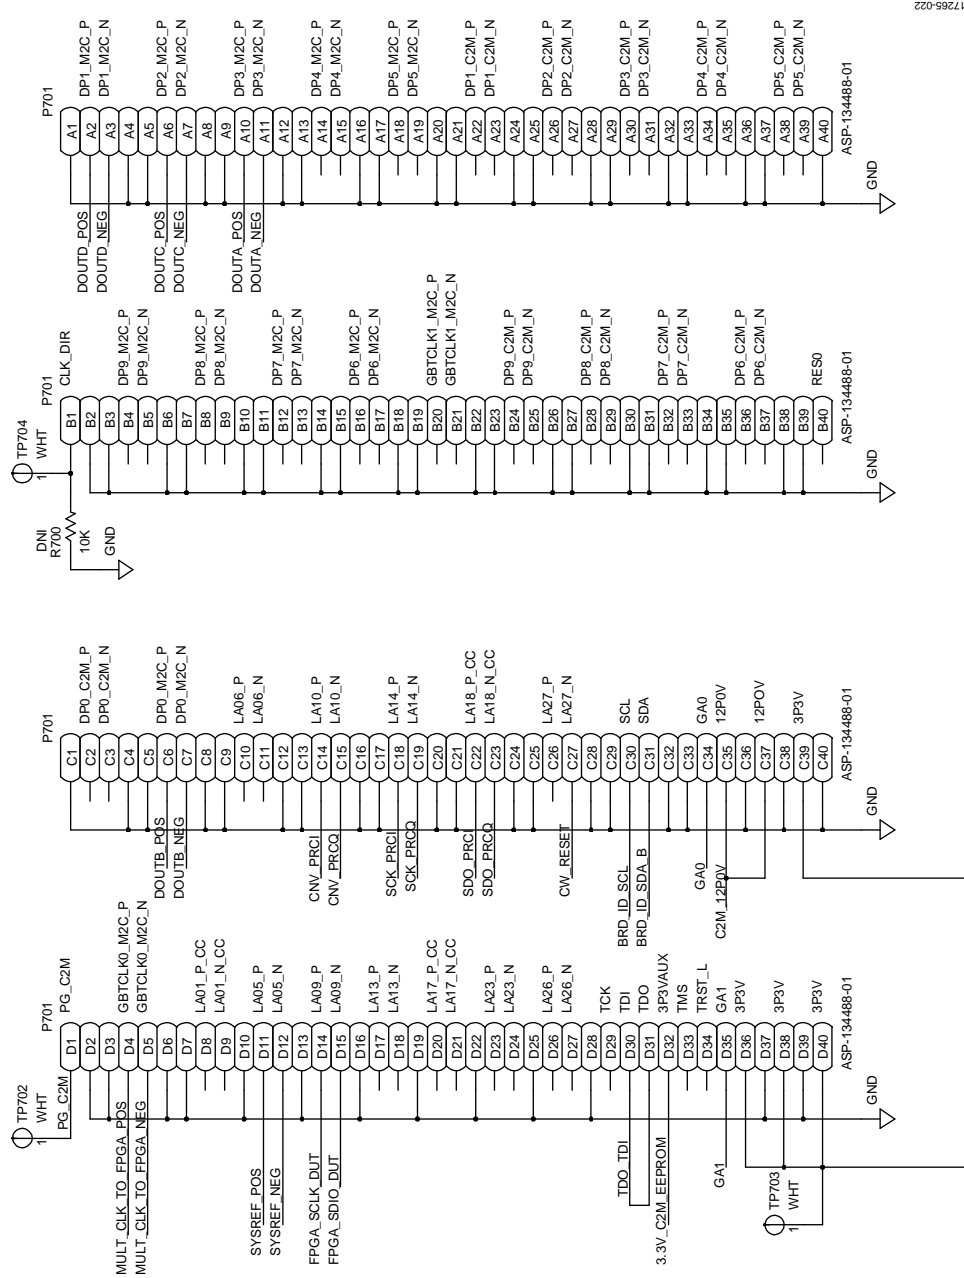 TP702
1 WHT
P701
PG_C2M D1 PG_C2M
D2
D3
MULT_CLK_TO_FPGA_POS D4 GBTCLK0_M2C_P
MULT_CLK_TO_FPGA_NEG D5 GBTCLK0_M2C_N
D6
D7
D8 LA01_P_CC
D9 LA01_N_CC
D10
SYSREF_POS D11 LA05_P
SYSREF_NEG D12 LA05_N
D13
FPGA_SCLK_DUT D14 LA09_P
FPGA_SDIO_DUT D15 LA09_N
D16
D17 LA13_P
D18 LA13_N
D19
D20 LA17_P_CC
D21 LA17_N_CC
D22
D23 LA23_P
D24 LA23_N
D25
D26 LA26_P
D27 LA26_N
D28
D29 TCK
TDO_TDI D30 TDI
D31 TDO
3.3V_C2M_EEPROM D32 3P3VAUX
D33 TMS
D34 TRST_L
GA1 D35 GA1
D36 3P3V
D37
D38 3P3V
D39
D40 3P3V
TP703
1 WHT
ASP-134488-01
GND
P701
C1
C2 DP0_C2M_P
C3 DP0_C2M_N
C4
C5
DOUTB_POS C6 DP0_M2C_P
DOUTB_NEG C7 DP0_M2C_N
C8
C9
C10 LA06_P
C11 LA06_N
C12
C13
CNV_PRCI C14 LA10_P
CNV_PRCQ C15 LA10_N
C16
C17
SCK_PRCI C18 LA14_P
SCK_PRCQ C19 LA14_N
C20
C21
SDO_PRCI C22 LA18_P_CC
SDO_PRCQ C23 LA18_N_CC
C24
C25
C26 LA27_P
CW_RESET C27 LA27_N
C28
C29
BRD_ID_SCL C30 SCL
BRD_ID_SDA_B C31 SDA
C32
C33
GA0 C34 GA0
C2M_12P0V C35 12P0V
C36
C37 12POV
C38
C39 3P3V
C40
ASP-134488-01
GND
TP704
1 WHT
DNI
R700
10K
GND
P701
B1 CLK_DIR
B2
B3
B4 DP9_M2C_P
B5 DP9_M2C_N
B6
B7
B8 DP8_M2C_P
B9 DP8_M2C_N
B10
B11
B12 DP7_M2C_P
B13 DP7_M2C_N
B14
B15
B16 DP6_M2C_P
B17 DP6_M2C_N
B18
B19
B20 GBTCLK1_M2C_P
B21 GBTCLK1_M2C_N
B22
B23
B24 DP9_C2M_P
B25 DP9_C2M_N
B26
B27
B28 DP8_C2M_P
B29 DP8_C2M_N
B30
B31
B32 DP7_C2M_P
B33 DP7_C2M_N
B34
B35
B36 DP6_C2M_P
B37 DP6_C2M_N
B38
B39
B40 RES0
ASP-134488-01
GND
P701
A1
DOUTD_POS A2 DP1_M2C_P
DOUTD_NEG A3 DP1_M2C_N
A4
A5
DOUTC_POS A6 DP2_M2C_P
DOUTC_NEG A7 DP2_M2C_N
A8
A9
DOUTA_POS A10 DP3_M2C_P
DOUTA_NEG A11 DP3_M2C_N
A12
A13
A14 DP4_M2C_P
A15 DP4_M2C_N
A16
A17
A18 DP5_M2C_P
A19 DP5_M2C_N
A20
A21
A22 DP1_C2M_P
A23 DP1_C2M_N
A24
A25
A26 DP2_C2M_P
A27 DP2_C2M_N
A28
A29
A30 DP3_C2M_P
A31 DP3_C2M_N
A32
A33
A34 DP4_C2M_P
A35 DP4_C2M_N
A36
A37
A38 DP5_C2M_P
A39 DP5_C2M_N
A40
ASP-134488-01
GND
17265-022